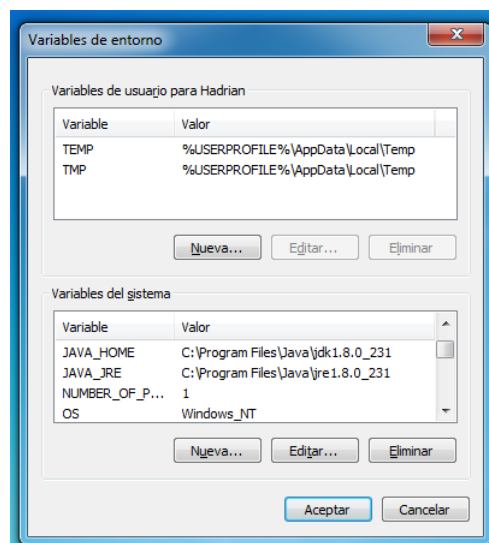 Variables de entorno
Variables de usuario para Hadrian
Variable Valor
TEMP %USERPROFILE%\AppData\Local\Temp
TMP %USERPROFILE%\AppData\Local\Temp
Nueva... Editar... Eliminar
Variables del sistema
Variable Valor
JAVA_HOME C:\Program Files\Java\jdk1.8.0_231
JAVA_JRE C:\Program Files\Java\jre1.8.0_231
NUMBER_OF_P... 1
OS Windows_NT
Nueva... Editar... Eliminar
Aceptar Cancelar